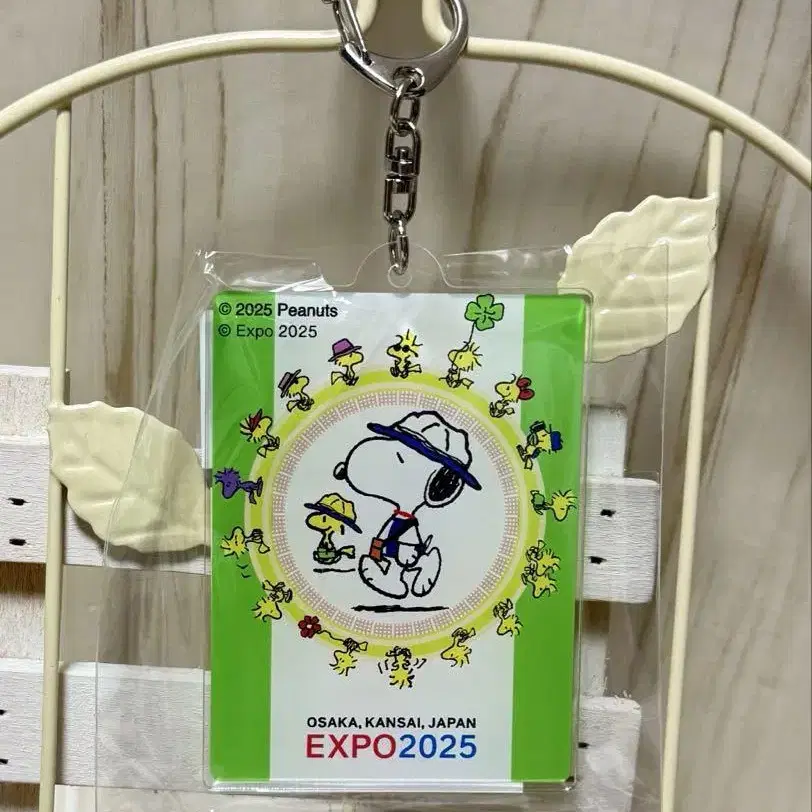 © 2025 Peanuts
© Expo 2025
OSAKA, KANSAI, JAPAN
EXPO2025